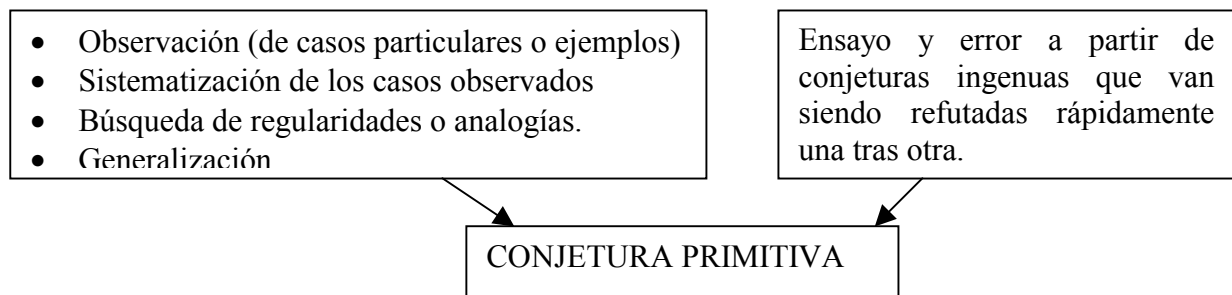 • Observación (de casos particulares o ejemplos)
• Sistematización de los casos observados
• Búsqueda de regularidades o analogías.
• Generalización
Ensayo y error a partir de
conjeturas ingenuas que van
siendo refutadas rápidamente
una tras otra.
CONJETURA PRIMITIVA